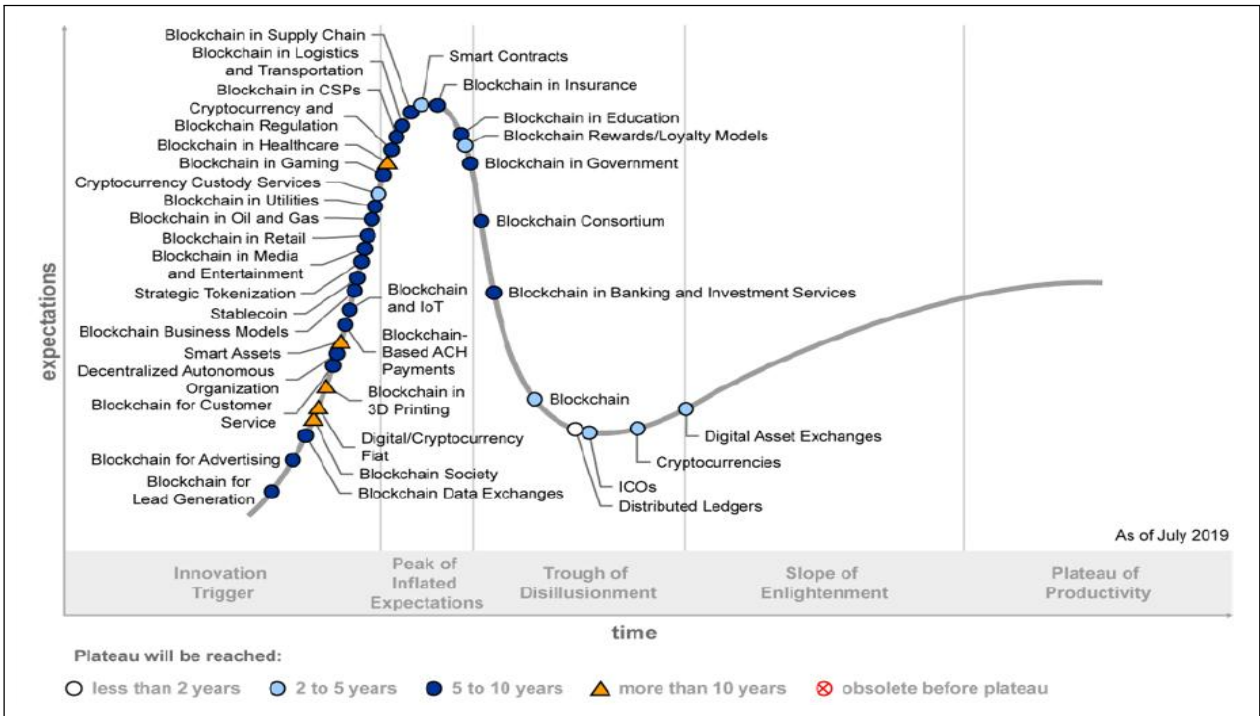 Blockchain in Supply Chain
Blockchain in Logistics
and Transportation
Blockchain in CSPs
Cryptocurrency and
Blockchain Regulation
Blockchain in Healthcare
Blockchain in Gaming
Cryptocurrency Custody Services
Blockchain in Utilities
Blockchain in Oil and Gas
Blockchain in Retail
Blockchain in Media
and Entertainment
Strategic Tokenization
Stablecoin
Blockchain Business Models
Smart Assets
Decentralized Autonomous
Organization
Blockchain for Customer
Service
Blockchain for Advertising
Blockchain for
Lead Generation
Smart Contracts
Blockchain in Insurance
Blockchain in Education
Blockchain Rewards/Loyalty Models
Blockchain in Government
Blockchain Consortium
Blockchain in Banking and Investment Services
Blockchain
and IoT
Blockchain-
Based ACH
Payments
Blockchain in
3D Printing
Digital/Cryptocurrency
Fiat
Blockchain Society
Blockchain Data Exchanges
Blockchain
Digital Asset Exchanges
Cryptocurrencies
ICOs
Distributed Ledgers
expectations
As of July 2019
Innovation
Trigger
Peak of
Inflated
Expectations
Trough of
Disillusionment
Slope of
Enlightenment
Plateau of
Productivity
time
Plateau will be reached:
less than 2 years
2 to 5 years
5 to 10 years
more than 10 years
obsolete before plateau